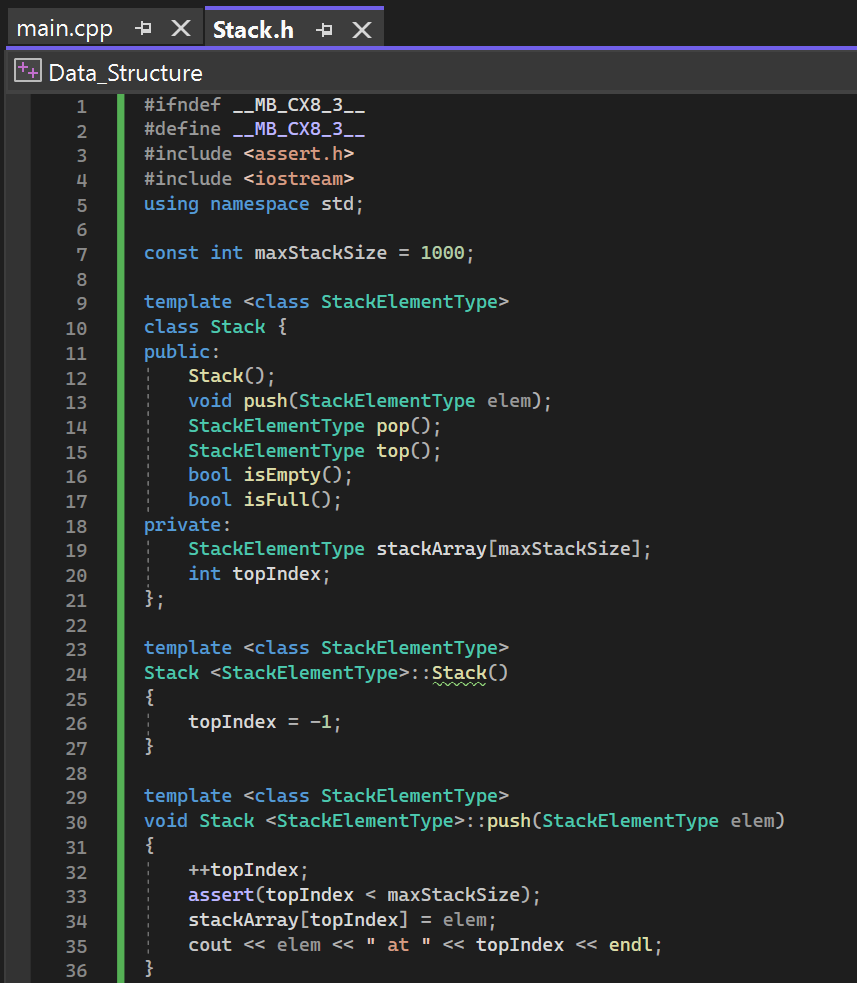 main.cpp Stack.h
Data_Structure
1 #ifndef __MB_CX8_3__
2 #define __MB_CX8_3__
3 #include <assert.h>
4 #include <iostream>
5 using namespace std;
6
7 const int maxStackSize = 1000;
8
9 template <class StackElementType>
10 class Stack {
11 public:
12     Stack();
13     void push(StackElementType elem);
14     StackElementType pop();
15     StackElementType top();
16     bool isEmpty();
17     bool isFull();
18 private:
19     StackElementType stackArray[maxStackSize];
20     int topIndex;
21 };
22
23 template <class StackElementType>
24 Stack <StackElementType>::Stack()
25 {
26     topIndex = -1;
27 }
28
29 template <class StackElementType>
30 void Stack <StackElementType>::push(StackElementType elem)
31 {
32     ++topIndex;
33     assert(topIndex < maxStackSize);
34     stackArray[topIndex] = elem;
35     cout << elem << " at " << topIndex << endl;
36 }